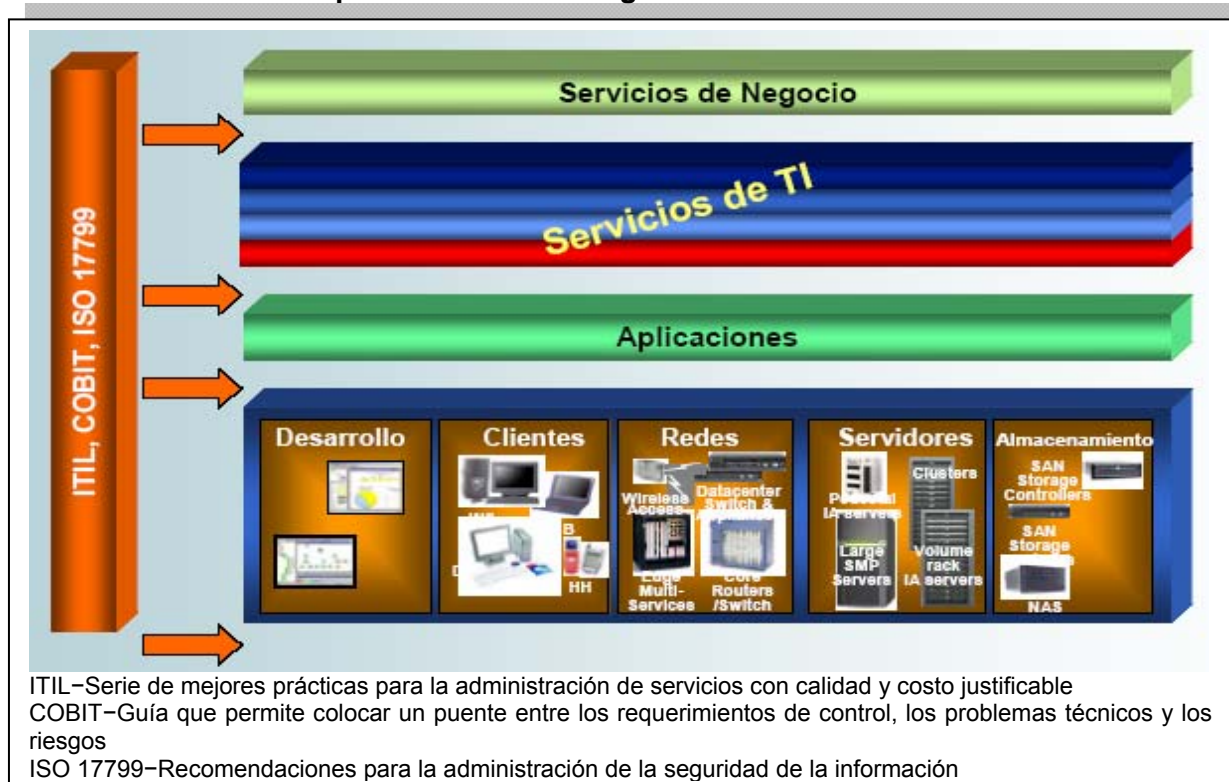 Servicios de Negocio
Servicios de TI
Aplicaciones
ITIL, COBIT, ISO 17799
Desarrollo
Clientes
B
HH
Redes
Wireless
Access
Datacenter
Switch &
Edge
Multi-
Services
Core
Routers
/Switch
Servidores
Clusters
IA servers
Large
SMP
Servers
Volume
rack
IA servers
Almacenamiento
SAN
Storage
Controllers
SAN
Storage
NAS
ITIL−Serie de mejores prácticas para la administración de servicios con calidad y costo justificable
COBIT−Guía que permite colocar un puente entre los requerimientos de control, los problemas técnicos y los
riesgos
ISO 17799−Recomendaciones para la administración de la seguridad de la información